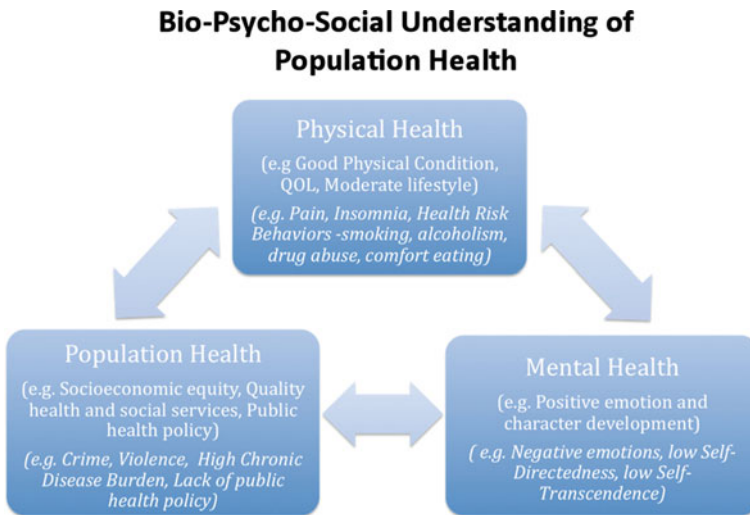 Bio-Psycho-Social Understanding of
Population Health
Physical Health
(e.g Good Physical Condition,
QOL, Moderate lifestyle)
(e.g. Pain, Insomnia, Health Risk
Behaviors -smoking, alcoholism,
drug abuse, comfort eating)
Population Health
(e.g. Socioeconomic equity, Quality
health and social services, Public
health policy)
(e.g. Crime, Violence, High Chronic
Disease Burden, Lack of public
health policy)
Mental Health
(e.g. Positive emotion and
character development)
( e.g. Negative emotions, low Self-
Directedness, low Self-
Transcendence)